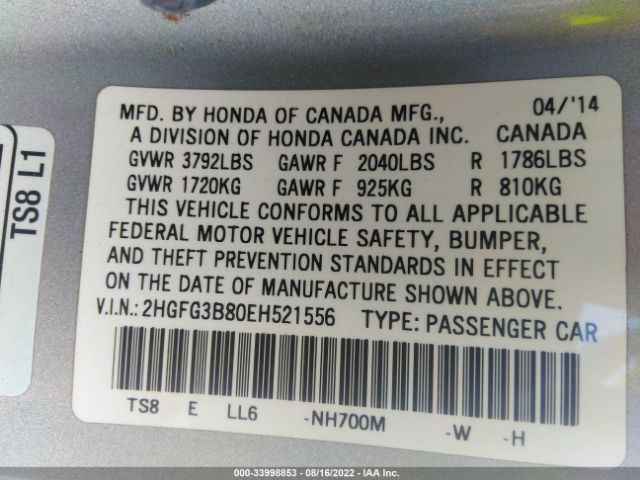 MFD. BY HONDA OF CANADA MFG., 04/'14
A DIVISION OF HONDA CANADA INC. CANADA
GVWR 3792LBS GAWR F 2040LBS R 1786LBS
GVWR 1720KG GAWR F 925KG R 810KG
THIS VEHICLE CONFORMS TO ALL APPLICABLE
FEDERAL MOTOR VEHICLE SAFETY, BUMPER,
AND THEFT PREVENTION STANDARDS IN EFFECT
ON THE DATE OF MANUFACTURE SHOWN ABOVE.
V.I.N.: 2HGFG3B80EH521556 TYPE: PASSENGER CAR
TS8 E LL6 -NH700M -W -H
TS8 L1
000-33998853 - 08/16/2022 - IAA Inc.